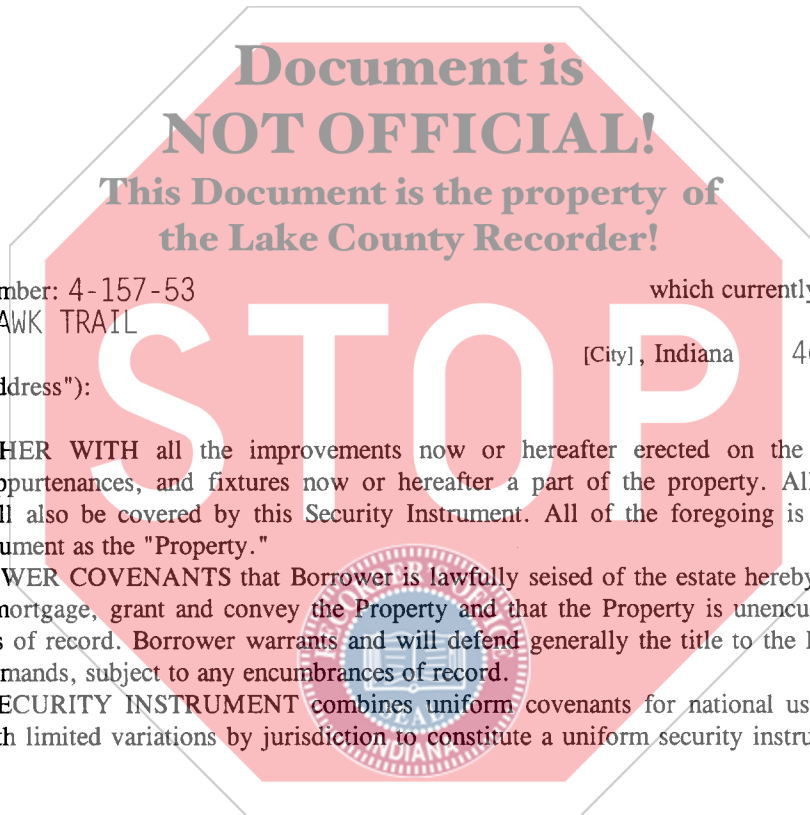 Document is
NOT OFFICIAL!
This Document is the property of
the Lake County Recorder!
mber: 4-157-53 which currently
AWK TRAIL
[City], Indiana 4
ddress"):
STOP
HER WITH all the improvements now or hereafter erected on the
ppurtenances, and fixtures now or hereafter a part of the property. All
ll also be covered by this Security Instrument. All of the foregoing is
ument as the "Property."
WER COVENANTS that Borrower is lawfully seised of the estate hereby
mortgage, grant and convey the Property and that the Property is unencu
s of record. Borrower warrants and will defend generally the title to the
mands, subject to any encumbrances of record.
ECURITY INSTRUMENT combines uniform covenants for national us
th limited variations by jurisdiction to constitute a uniform security instru
SEAL
INDIANA